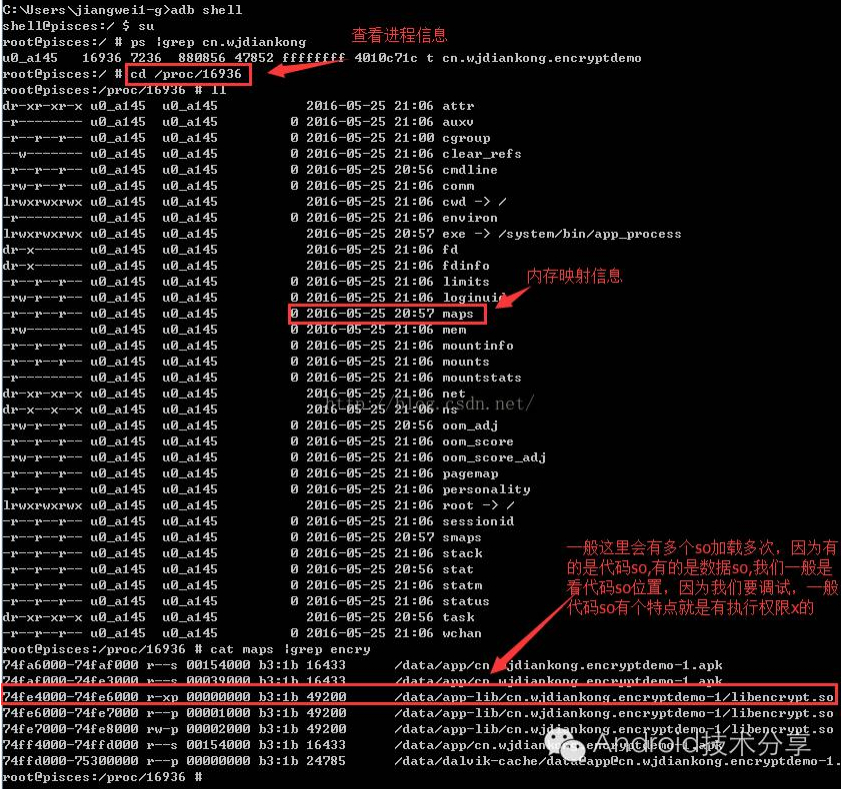 C:\Users\jiangwei1-g>adb shell
shell@pisces:/ $ su
root@pisces:/ # ps |grep cn.wjdiankong
查看进程信息
u0_a145   16936 7236  880856 47852 ffffffff 4010c71c t cn.wjdiankong.encryptdemo
root@pisces:/ # cd /proc/16936
root@pisces:/proc/16936 # ll
dr-xr-xr-x u0_a145  u0_a145           2016-05-25 21:06 attr
-r-------- u0_a145  u0_a145         0 2016-05-25 21:06 auxv
-r--r--r-- u0_a145  u0_a145         0 2016-05-25 21:00 cgroup
--w------- u0_a145  u0_a145         0 2016-05-25 21:06 clear_refs
-r--r--r-- u0_a145  u0_a145         0 2016-05-25 20:56 cmdline
-rw-r--r-- u0_a145  u0_a145         0 2016-05-25 21:06 comm
lrwxrwxrwx u0_a145  u0_a145           2016-05-25 21:06 cwd -> /
-r-------- u0_a145  u0_a145         0 2016-05-25 21:06 environ
lrwxrwxrwx u0_a145  u0_a145           2016-05-25 20:57 exe -> /system/bin/app_process
dr-x------ u0_a145  u0_a145           2016-05-25 21:06 fd
dr-x------ u0_a145  u0_a145           2016-05-25 21:06 fdinfo
内存映射信息
-r--r--r-- u0_a145  u0_a145         0 2016-05-25 21:06 limits
-rw-r--r-- u0_a145  u0_a145         0 2016-05-25 21:06 loginuid
-r--r--r-- u0_a145  u0_a145         0 2016-05-25 20:57 maps
-rw------- u0_a145  u0_a145         0 2016-05-25 21:06 mem
-r--r--r-- u0_a145  u0_a145         0 2016-05-25 21:06 mountinfo
-r--r--r-- u0_a145  u0_a145         0 2016-05-25 21:06 mounts
-r--r--r-- u0_a145  u0_a145         0 2016-05-25 21:06 mountstats
dr-xr-xr-x u0_a145  u0_a145           2016-05-25 21:06 net
http://blog.csdn.net/
dr-x--x--x u0_a145  u0_a145           2016-05-25 21:06 ns
-rw-r--r-- u0_a145  u0_a145         0 2016-05-25 20:56 oom_adj
-r--r--r-- u0_a145  u0_a145         0 2016-05-25 21:06 oom_score
-rw-r--r-- u0_a145  u0_a145         0 2016-05-25 21:06 oom_score_adj
-r--r--r-- u0_a145  u0_a145         0 2016-05-25 21:06 pagemap
-r--r--r-- u0_a145  u0_a145         0 2016-05-25 21:06 personality
lrwxrwxrwx u0_a145  u0_a145           2016-05-25 21:06 root -> /
-r--r--r-- u0_a145  u0_a145         0 2016-05-25 21:06 sessionid
-r--r--r-- u0_a145  u0_a145         0 2016-05-25 20:57 smaps
-r--r--r-- u0_a145  u0_a145         0 2016-05-25 21:06 stack
-r--r--r-- u0_a145  u0_a145         0 2016-05-25 20:56 stat
-r--r--r-- u0_a145  u0_a145         0 2016-05-25 21:06 statm
-r--r--r-- u0_a145  u0_a145         0 2016-05-25 21:06 status
dr-xr-xr-x u0_a145  u0_a145           2016-05-25 20:56 task
-r--r--r-- u0_a145  u0_a145         0 2016-05-25 21:06 wchan
一般这里会有多个so加载多次，因为有
的是代码so,有的是数据so,我们一般是
看代码so位置，因为我们要调试，一般
代码so有个特点就是有执行权限x的
root@pisces:/proc/16936 # cat maps |grep encry
74fa6000-74faf000 r--s 00154000 b3:1b 16433      /data/app/cn.wjdiankong.encryptdemo-1.apk
74faf000-74fe3000 r--s 00039000 b3:1b 16433      /data/app/cn.wjdiankong.encryptdemo-1.apk
74fe4000-74fe6000 r-xp 00000000 b3:1b 49200      /data/app-lib/cn.wjdiankong.encryptdemo-1/libencrypt.so
74fe6000-74fe7000 r--p 00001000 b3:1b 49200      /data/app-lib/cn.wjdiankong.encryptdemo-1/libencrypt.so
74fe7000-74fe8000 rw-p 00002000 b3:1b 49200      /data/app-lib/cn.wjdiankong.encryptdemo-1/libencrypt.so
74ff4000-74ffd000 r--s 00154000 b3:1b 16433      /data/app/cn.wjdiankong.encryptdemo-1.apk
Android技术分享
74ffd000-75300000 r--p 00000000 b3:1b 24785      /data/dalvik-cache/data@app@cn.wjdiankong.encryptdemo-1.
root@pisces:/proc/16936 #